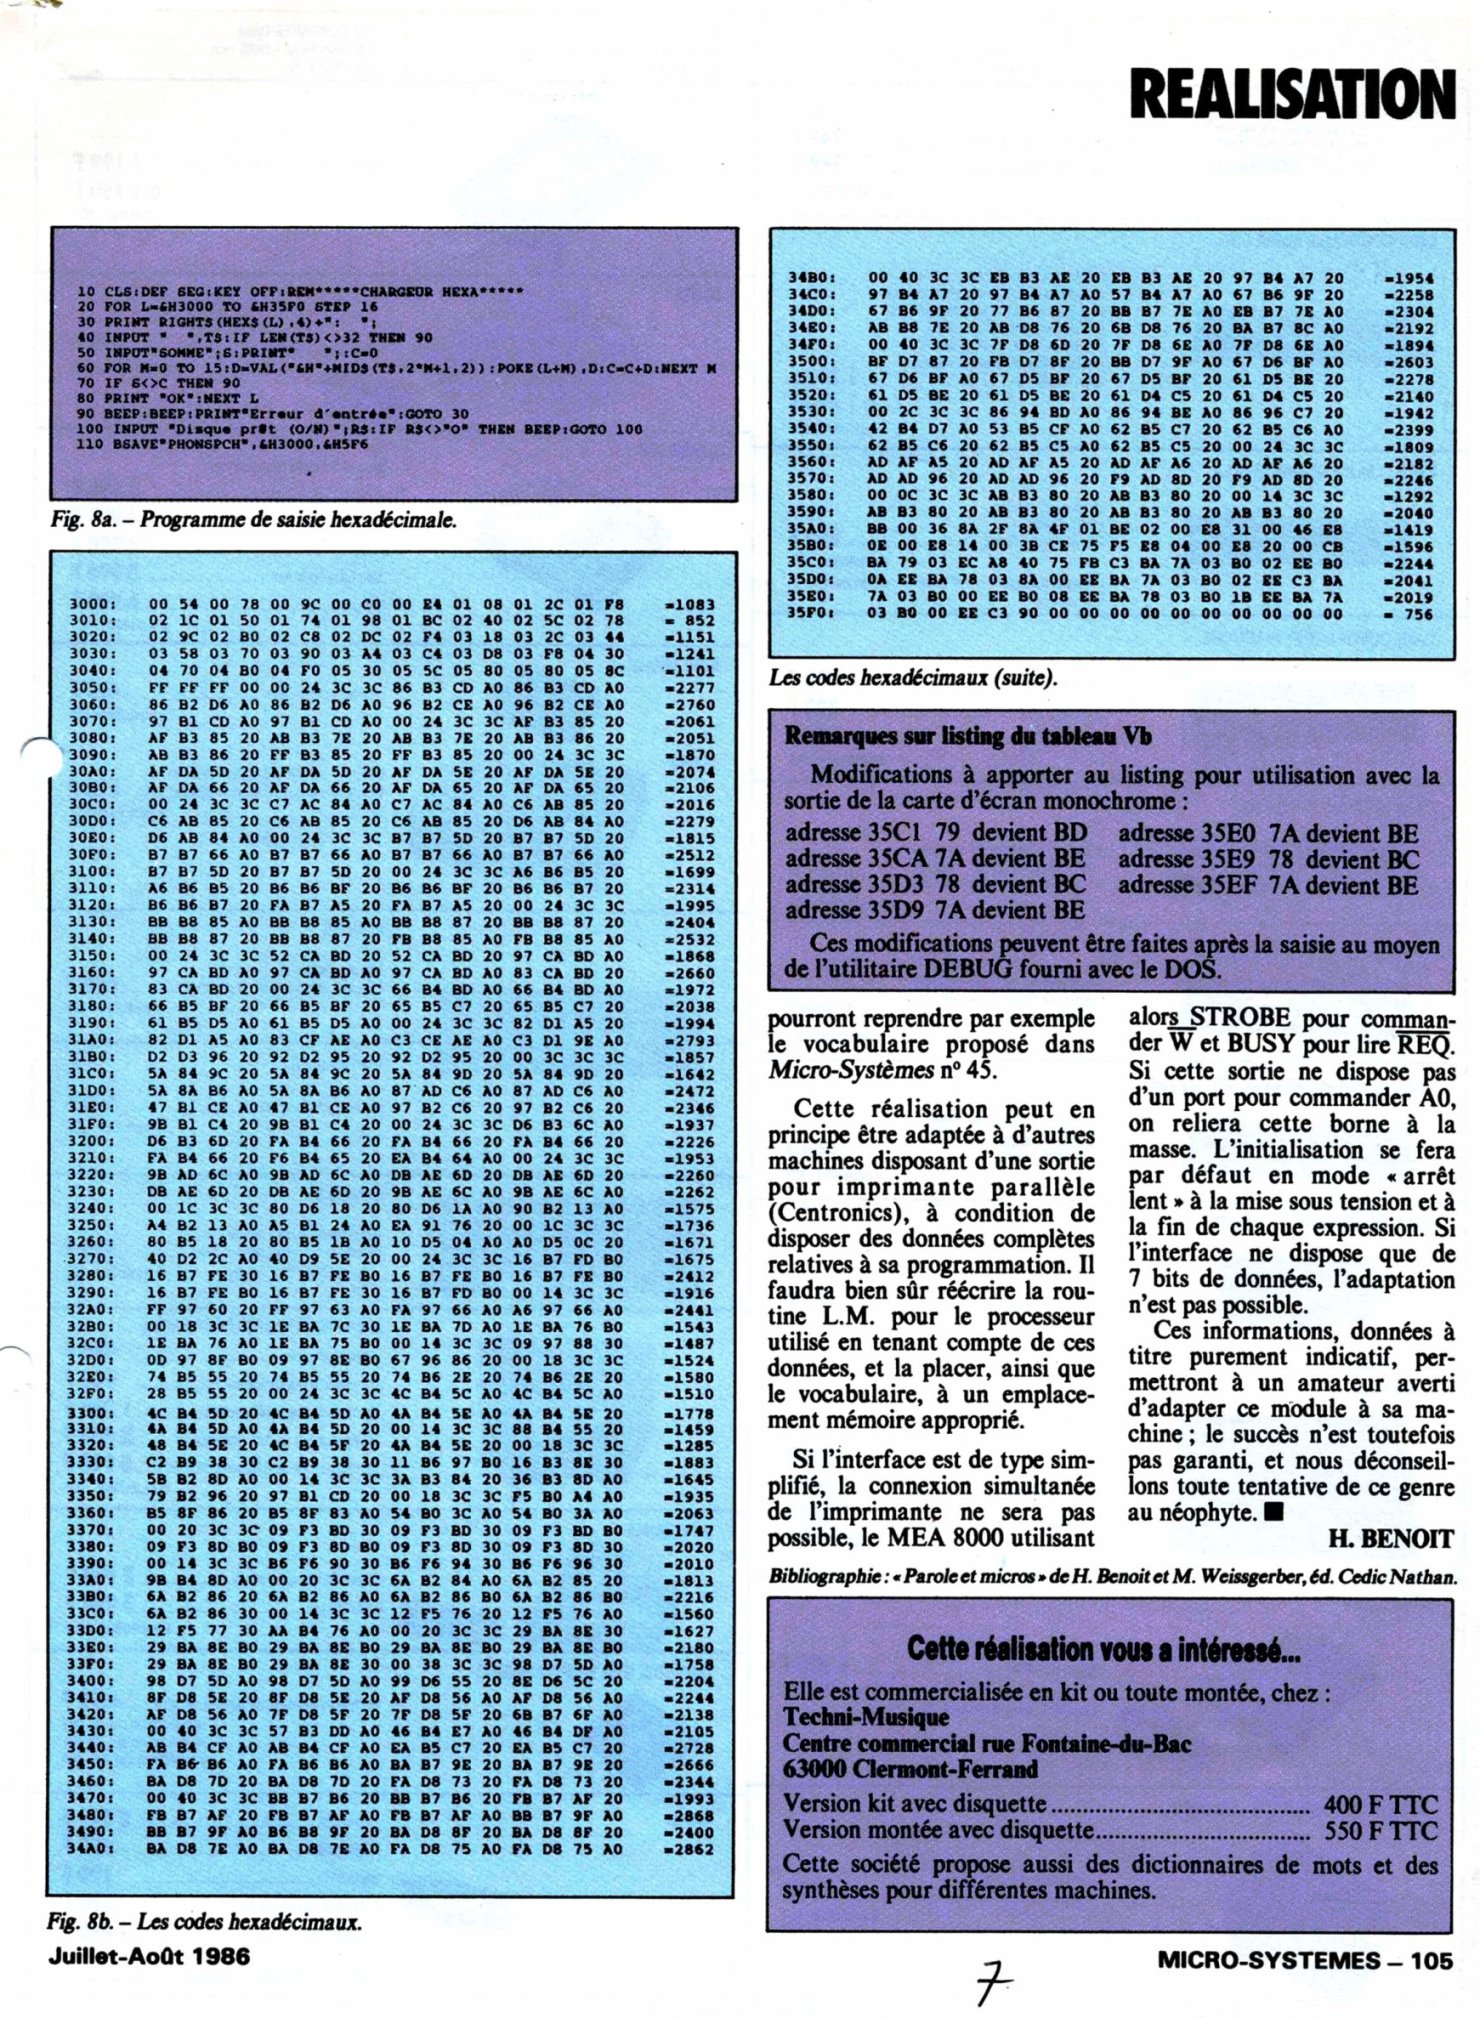 REALISATION
10 CLS:DEF SEG:KEY OFF:REM*****CHARGEUR HEXA*****
20 FOR L=&H3000 TO &H35F0 STEP 16
30 PRINT RIGHT$(HEX$(L),4)+":  ";
40 INPUT "  ",T$:IF LEN(T$)<>32 THEN 90
50 INPUT"SOMME";S:PRINT"  ";:C=0
60 FOR M=0 TO 15:D=VAL("&H"+MID$(T$,2*M+1,2)):POKE(L+M),D:C=C+D:NEXT M
70 IF S<>C THEN 90
80 PRINT "OK":NEXT L
90 BEEP:BEEP:PRINT"Erreur d'entrée":GOTO 30
100 INPUT "Disque prêt (O/N)";R$:IF R$<>"O" THEN BEEP:GOTO 100
110 BSAVE"PHONSPCH",&H3000,&H5F6
Fig. 8a. – Programme de saisie hexadécimale.
3000: 00 54 00 78 00 9C 00 C0 00 E4 01 08 01 2C 01 F8 =1083
3010: 02 1C 01 50 01 74 01 98 01 BC 02 40 02 5C 02 78 = 852
3020: 02 9C 02 B0 02 C8 02 DC 02 F4 03 18 03 2C 03 44 =1151
3030: 03 58 03 70 03 90 03 A4 03 C4 03 D8 03 F8 04 30 =1241
3040: 04 70 04 B0 04 F0 05 30 05 5C 05 80 05 80 05 8C =1101
3050: FF FF FF 00 00 24 3C 3C 86 B3 CD A0 86 B3 CD A0 =2277
3060: 86 B2 D6 A0 86 B2 D6 A0 96 B2 CE A0 96 B2 CE A0 =2760
3070: 97 B1 CD A0 97 B1 CD A0 00 24 3C 3C AF B3 85 20 =2061
3080: AF B3 85 20 AB B3 7E 20 AB B3 7E 20 AB B3 86 20 =2051
3090: AB B3 86 20 FF B3 85 20 FF B3 85 20 00 24 3C 3C =1870
30A0: AF DA 5D 20 AF DA 5D 20 AF DA 5E 20 AF DA 5E 20 =2074
30B0: AF DA 66 20 AF DA 66 20 AF DA 65 20 AF DA 65 20 =2106
30C0: 00 24 3C 3C C7 AC 84 A0 C7 AC 84 A0 C6 AB 85 20 =2016
30D0: C6 AB 85 20 C6 AB 85 20 C6 AB 85 20 D6 AB 84 A0 =2279
30E0: D6 AB 84 A0 00 24 3C 3C B7 B7 5D 20 B7 B7 5D 20 =1815
30F0: B7 B7 66 A0 B7 B7 66 A0 B7 B7 66 A0 B7 B7 66 A0 =2512
3100: B7 B7 5D 20 B7 B7 5D 20 00 24 3C 3C A6 B6 B5 20 =1699
3110: A6 B6 B5 20 B6 B6 BF 20 B6 B6 BF 20 B6 B6 B7 20 =2314
3120: B6 B6 B7 20 FA B7 A5 20 FA B7 A5 20 00 24 3C 3C =1995
3130: BB B8 85 A0 BB B8 85 A0 BB B8 87 20 BB B8 87 20 =2404
3140: BB B8 87 20 BB B8 87 20 FB B8 85 A0 FB B8 85 A0 =2532
3150: 00 24 3C 3C 52 CA BD 20 52 CA BD 20 97 CA BD A0 =1868
3160: 97 CA BD A0 97 CA BD A0 97 CA BD A0 83 CA BD 20 =2660
3170: 83 CA BD 20 00 24 3C 3C 66 B4 BD A0 66 B4 BD A0 =1972
3180: 66 B5 BF 20 66 B5 BF 20 65 B5 C7 20 65 B5 C7 20 =2038
3190: 61 B5 D5 A0 61 B5 D5 A0 00 24 3C 3C 82 D1 A5 20 =1994
31A0: 82 D1 A5 A0 83 CF AE A0 C3 CE AE A0 C3 D1 9E A0 =2793
31B0: D2 D3 96 20 92 D2 95 20 92 D2 95 20 00 3C 3C 3C =1857
31C0: 5A 84 9C 20 5A 84 9C 20 5A 84 9D 20 5A 84 9D 20 =1642
31D0: 5A 8A B6 A0 5A 8A B6 A0 87 AD C6 A0 87 AD C6 A0 =2472
31E0: 47 B1 CE A0 47 B1 CE A0 97 B2 C6 20 97 B2 C6 20 =2346
31F0: 9B B1 C4 20 9B B1 C4 20 00 24 3C 3C D6 B3 6C A0 =1937
3200: D6 B3 6D 20 FA B4 66 20 FA B4 66 20 FA B4 66 20 =2226
3210: FA B4 66 20 F6 B4 65 20 EA B4 64 A0 00 24 3C 3C =1953
3220: 9B AD 6C A0 9B AD 6C A0 DB AE 6D 20 DB AE 6D 20 =2260
3230: DB AE 6D 20 DB AE 6D 20 9B AE 6C A0 9B AE 6C A0 =2262
3240: 00 1C 3C 3C 80 D6 18 20 80 D6 1A A0 90 B2 13 A0 =1575
3250: A4 B2 13 A0 A5 B1 24 A0 EA 91 76 20 00 1C 3C 3C =1736
3260: 80 B5 18 20 80 B5 1B A0 10 D5 04 A0 A0 D5 0C 20 =1671
3270: 40 D2 2C A0 40 D9 5E 20 00 24 3C 3C 16 B7 FD B0 =1675
3280: 16 B7 FE 30 16 B7 FE B0 16 B7 FE B0 16 B7 FE B0 =2412
3290: 16 B7 FE B0 16 B7 FE 30 16 B7 FD B0 00 14 3C 3C =1916
32A0: FF 97 60 20 FF 97 63 A0 FA 97 66 A0 A6 97 66 A0 =2441
32B0: 00 18 3C 3C 1E BA 7C 30 1E BA 7D A0 1E BA 76 B0 =1543
32C0: 1E BA 76 A0 1E BA 75 B0 00 14 3C 3C 09 97 88 30 =1487
32D0: 0D 97 8F B0 09 97 8E B0 67 96 86 20 00 18 3C 3C =1524
32E0: 74 B5 55 20 74 B5 55 20 74 B6 2E 20 74 B6 2E 20 =1580
32F0: 28 B5 55 20 00 24 3C 3C 4C B4 5C A0 4C B4 5C A0 =1510
3300: 4C B4 5D 20 4C B4 5D A0 4A B4 5E A0 4A B4 5E 20 =1778
3310: 4A B4 5D A0 4A B4 5D 20 00 14 3C 3C 88 B4 55 20 =1459
3320: 48 B4 5E 20 4C B4 5F 20 4A B4 5E 20 00 18 3C 3C =1285
3330: C2 B9 38 30 C2 B9 38 30 11 B6 97 B0 16 B3 8E 30 =1883
3340: 5B B2 8D A0 00 14 3C 3C 3A B3 84 20 36 B3 8D A0 =1645
3350: 79 B2 96 20 97 B1 CD 20 00 18 3C 3C F5 B0 A4 A0 =1935
3360: B5 8F 86 20 B5 8F 83 A0 54 B0 3C A0 54 B0 3A A0 =2063
3370: 00 20 3C 3C 09 F3 BD 30 09 F3 BD 30 09 F3 BD B0 =1747
3380: 09 F3 8D B0 09 F3 8D B0 09 F3 8D 30 09 F3 8D 30 =2020
3390: 00 14 3C 3C B6 F6 90 30 B6 F6 94 30 B6 F6 96 30 =2010
33A0: 9B B4 8D A0 00 20 3C 3C 6A B2 84 A0 6A B2 85 20 =1813
33B0: 6A B2 86 20 6A B2 86 A0 6A B2 86 B0 6A B2 86 B0 =2216
33C0: 6A B2 86 30 00 14 3C 3C 12 F5 76 20 12 F5 76 A0 =1560
33D0: 12 F5 77 30 AA B4 76 A0 00 20 3C 3C 29 BA 8E 30 =1627
33E0: 29 BA 8E B0 29 BA 8E B0 29 BA 8E B0 29 BA 8E B0 =2180
33F0: 29 BA 8E B0 29 BA 8E 30 00 38 3C 3C 98 D7 5D A0 =1758
3400: 98 D7 5D A0 98 D7 5D A0 99 D6 55 20 8E D6 5C 20 =2204
3410: 8F D8 5E 20 8F D8 5E 20 AF D8 56 A0 AF D8 56 A0 =2244
3420: AF D8 56 A0 7F D8 5F 20 7F D8 5F 20 6B B7 6F A0 =2138
3430: 00 40 3C 3C 57 B3 DD A0 46 B4 E7 A0 46 B4 DF A0 =2105
3440: AB B4 CF A0 AB B4 CF A0 EA B5 C7 20 EA B5 C7 20 =2728
3450: FA B6 B6 A0 FA B6 B6 A0 BA B7 9E 20 BA B7 9E 20 =2666
3460: BA D8 7D 20 BA D8 7D 20 FA D8 73 20 FA D8 73 20 =2344
3470: 00 40 3C 3C BB B7 B6 20 BB B7 B6 20 FB B7 AF 20 =1993
3480: FB B7 AF 20 FB B7 AF A0 FB B7 AF A0 BB B7 9F A0 =2868
3490: BB B7 9F A0 B6 B8 9F 20 BA D8 8F 20 BA D8 8F 20 =2400
34A0: BA D8 7E A0 BA D8 7E A0 FA D8 75 A0 FA D8 75 A0 =2862
Fig. 8b. – Les codes hexadécimaux.
34B0: 00 40 3C 3C EB B3 AE 20 EB B3 AE 20 97 B4 A7 20 =1954
34C0: 97 B4 A7 20 97 B4 A7 A0 57 B4 A7 A0 67 B6 9F 20 =2258
34D0: 67 B6 9F 20 77 B6 87 20 BB B7 7E A0 EB B7 7E A0 =2304
34E0: AB B8 7E 20 AB D8 76 20 6B D8 76 20 BA B7 8C A0 =2192
34F0: 00 40 3C 3C 7F D8 6D 20 7F D8 6E A0 7F D8 6E A0 =1894
3500: BF D7 87 20 FB D7 8F 20 BB D7 9F A0 67 D6 BF A0 =2603
3510: 67 D6 BF A0 67 D5 BF 20 67 D5 BF 20 61 D5 BE 20 =2278
3520: 61 D5 BE 20 61 D5 BE 20 61 D4 C5 20 61 D4 C5 20 =2140
3530: 00 2C 3C 3C 86 94 BD A0 86 94 BE A0 86 96 C7 20 =1942
3540: 42 B4 D7 A0 53 B5 CF A0 62 B5 C7 20 62 B5 C6 A0 =2399
3550: 62 B5 C6 20 62 B5 C5 A0 62 B5 C5 20 00 24 3C 3C =1809
3560: AD AF A5 20 AD AF A5 20 AD AF A6 20 AD AF A6 20 =2182
3570: AD AD 96 20 AD AD 96 20 F9 AD 8D 20 F9 AD 8D 20 =2246
3580: 00 0C 3C 3C AB B3 80 20 AB B3 80 20 00 14 3C 3C =1292
3590: AB B3 80 20 AB B3 80 20 AB B3 80 20 AB B3 80 20 =2040
35A0: BB 00 36 8A 2F 8A 4F 01 BE 02 00 E8 31 00 46 E8 =1419
35B0: 0E 00 E8 14 00 3B CE 75 F5 E8 04 00 E8 20 00 CB =1596
35C0: BA 79 03 EC A8 40 75 FB C3 BA 7A 03 B0 02 EE B0 =2244
35D0: 0A EE BA 78 03 8A 00 EE BA 7A 03 B0 02 EE C3 BA =2041
35E0: 7A 03 B0 00 EE B0 08 EE BA 78 03 B0 1B EE BA 7A =2019
35F0: 03 B0 00 EE C3 90 00 00 00 00 00 00 00 00 00 00 = 756
Les codes hexadécimaux (suite).
Remarques sur listing du tableau Vb
Modifications à apporter au listing pour utilisation avec la
sortie de la carte d'écran monochrome :
adresse 35C1 79 devient BD adresse 35E0 7A devient BE
adresse 35CA 7A devient BE adresse 35E9 78 devient BC
adresse 35D3 78 devient BC adresse 35EF 7A devient BE
adresse 35D9 7A devient BE
Ces modifications peuvent être faites après la saisie au moyen
de l'utilitaire DEBUG fourni avec le DOS.
pourront reprendre par exemple
le vocabulaire proposé dans
Micro-Systèmes nº 45.
Cette réalisation peut en
principe être adaptée à d'autres
machines disposant d'une sortie
pour imprimante parallèle
(Centronics), à condition de
disposer des données complètes
relatives à sa programmation. Il
faudra bien sûr réécrire la rou-
tine L.M. pour le processeur
utilisé en tenant compte de ces
données, et la placer, ainsi que
le vocabulaire, à un emplace-
ment mémoire approprié.
Si l'interface est de type sim-
plifié, la connexion simultanée
de l'imprimante ne sera pas
possible, le MEA 8000 utilisant
alors STROBE pour comman-
der W et BUSY pour lire REQ.
Si cette sortie ne dispose pas
d'un port pour commander A0,
on reliera cette borne à la
masse. L'initialisation se fera
par défaut en mode « arrêt
lent » à la mise sous tension et à
la fin de chaque expression. Si
l'interface ne dispose que de
7 bits de données, l'adaptation
n'est pas possible.
Ces informations, données à
titre purement indicatif, per-
mettront à un amateur averti
d'adapter ce module à sa ma-
chine ; le succès n'est toutefois
pas garanti, et nous déconseil-
lons toute tentative de ce genre
au néophyte. ■
H. BENOIT
Bibliographie : « Parole et micros » de H. Benoit et M. Weissgerber, éd. Cedic Nathan.
Cette réalisation vous a intéressé...
Elle est commercialisée en kit ou toute montée, chez :
Techni-Musique
Centre commercial rue Fontaine-du-Bac
63000 Clermont-Ferrand
Version kit avec disquette ..................................... 400 F TTC
Version montée avec disquette............................... 550 F TTC
Cette société propose aussi des dictionnaires de mots et des
synthèses pour différentes machines.
Juillet-Août 1986
7
MICRO-SYSTEMES – 105